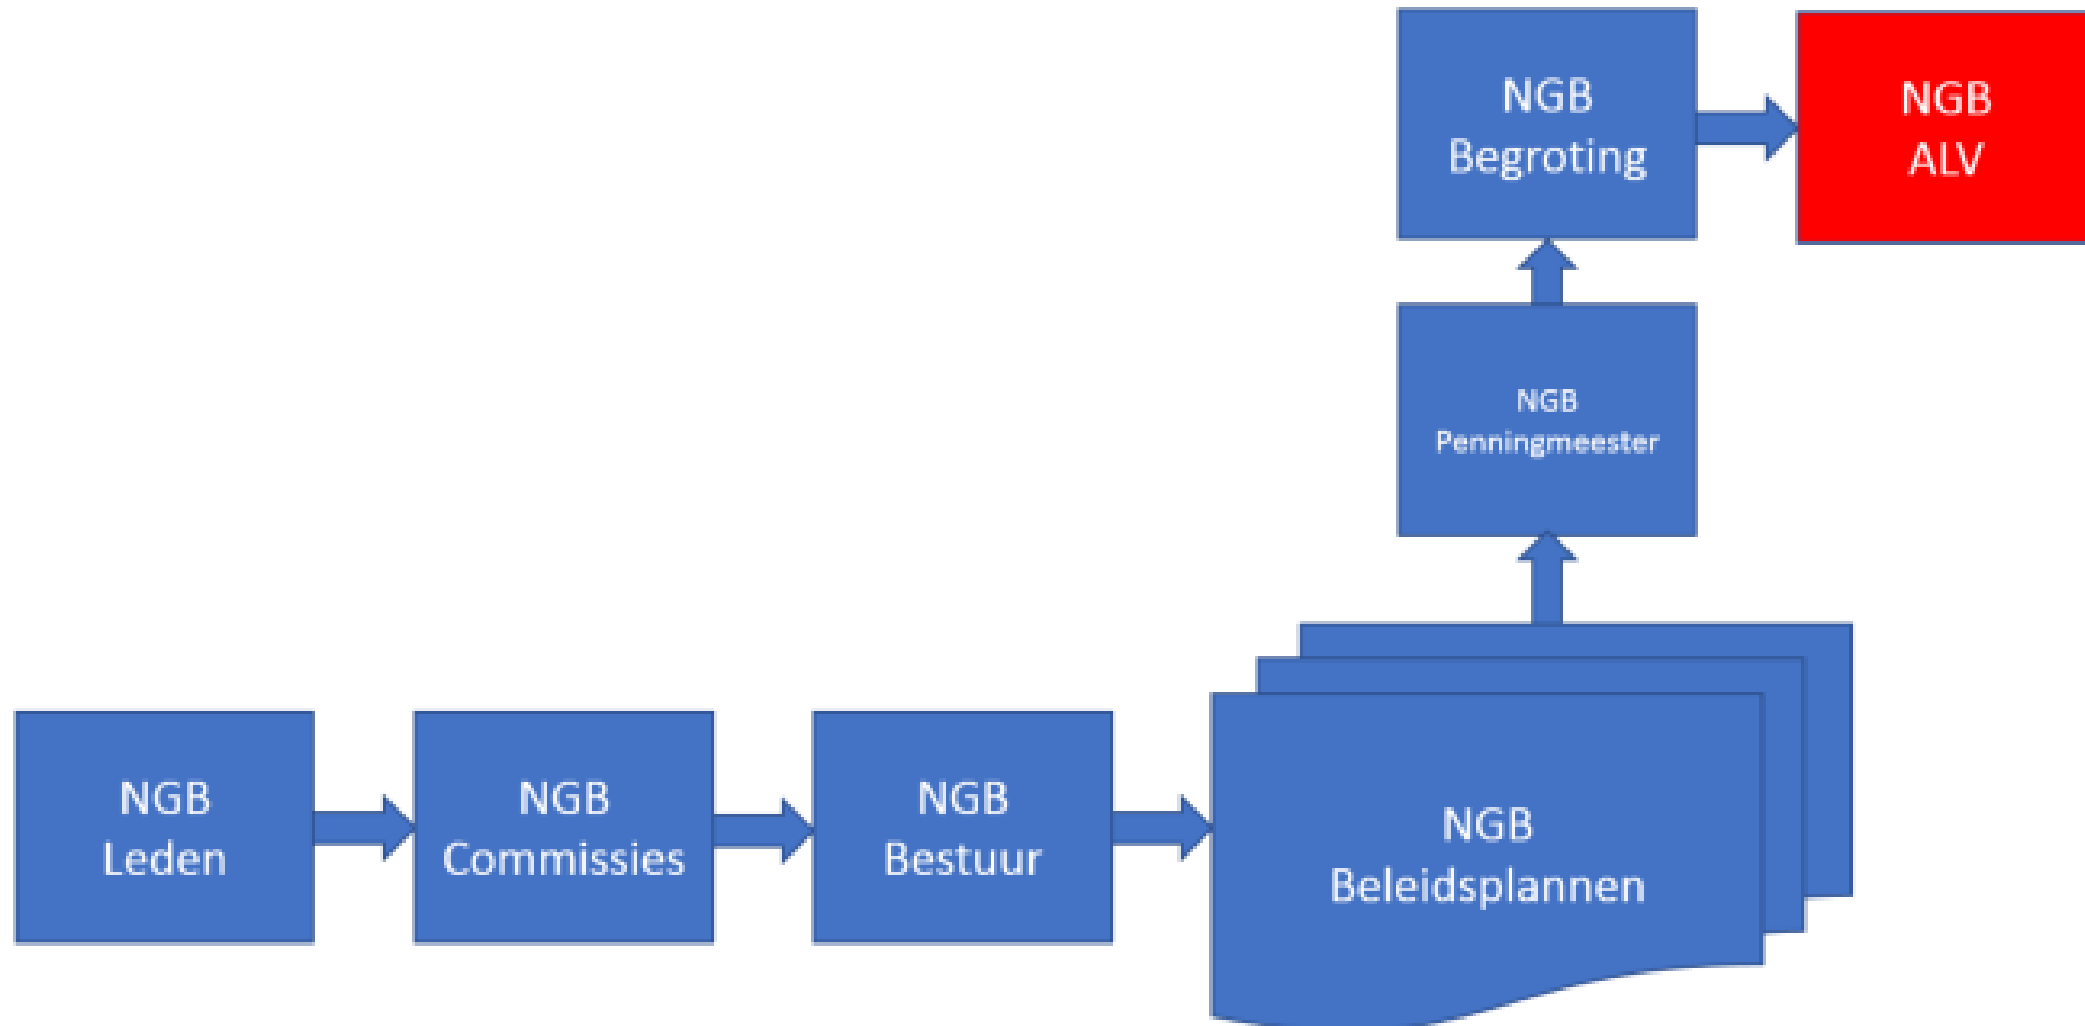 NGB
Begroting
NGB
ALV
NGB
Penningmeester
NGB
Leden
NGB
Commissies
NGB
Bestuur
NGB
Beleidsplannen